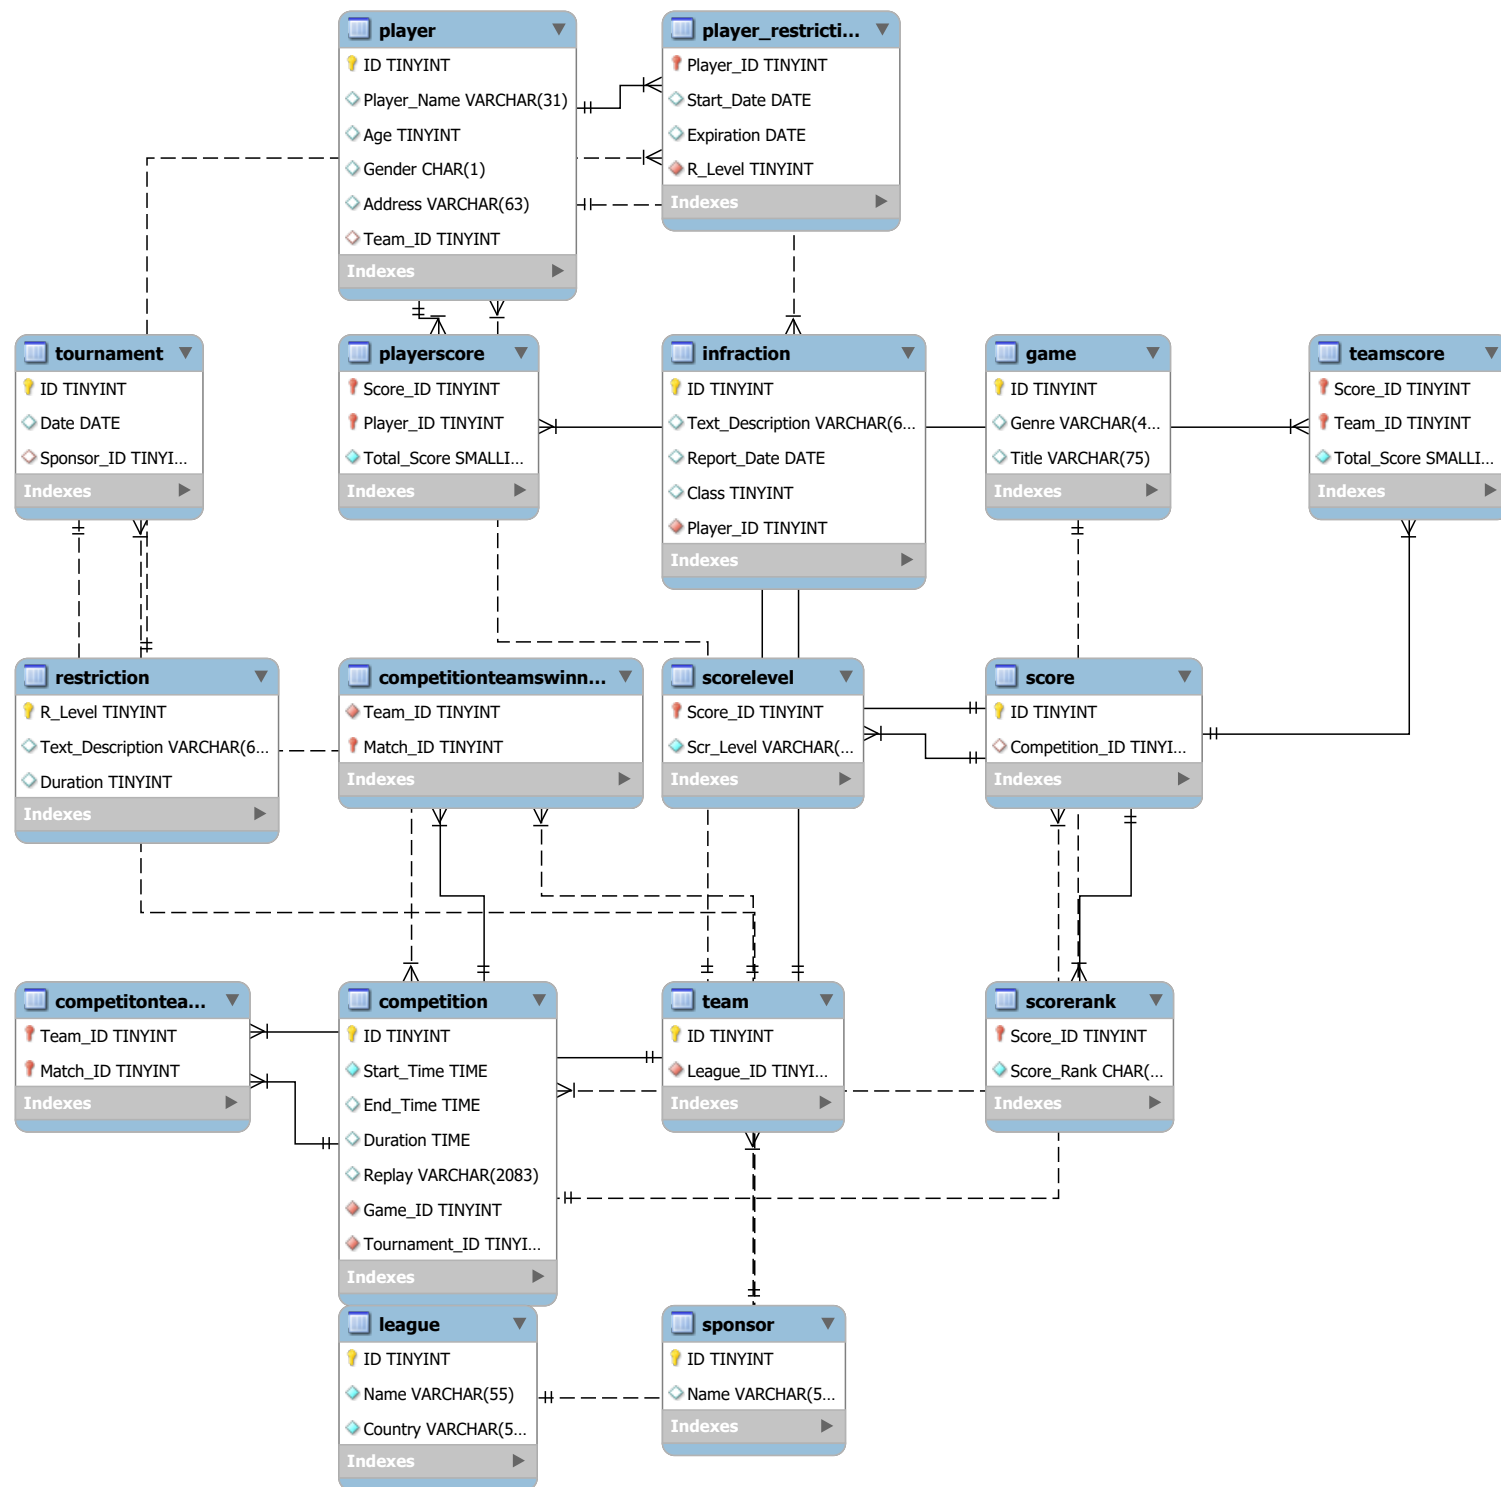 player
ID TINYINT
Player_Name VARCHAR(31)
Age TINYINT
Gender CHAR(1)
Address VARCHAR(63)
Team_ID TINYINT
Indexes
player_restricti...
Player_ID TINYINT
Start_Date DATE
Expiration DATE
R_Level TINYINT
Indexes
tournament
ID TINYINT
Date DATE
Sponsor_ID TINYI...
Indexes
playerscore
Score_ID TINYINT
Player_ID TINYINT
Total_Score SMALLI...
Indexes
infraction
ID TINYINT
Text_Description VARCHAR(6...
Report_Date DATE
Class TINYINT
Player_ID TINYINT
Indexes
game
ID TINYINT
Genre VARCHAR(4...
Title VARCHAR(75)
Indexes
teamscore
Score_ID TINYINT
Team_ID TINYINT
Total_Score SMALLI...
Indexes
restriction
R_Level TINYINT
Text_Description VARCHAR(6...
Duration TINYINT
Indexes
competitionteamswinn...
Team_ID TINYINT
Match_ID TINYINT
Indexes
scorelevel
Score_ID TINYINT
Scr_Level VARCHAR(...
Indexes
score
ID TINYINT
Competition_ID TINYI...
Indexes
competitontea...
Team_ID TINYINT
Match_ID TINYINT
Indexes
competition
ID TINYINT
Start_Time TIME
End_Time TIME
Duration TIME
Replay VARCHAR(2083)
Game_ID TINYINT
Tournament_ID TINYI...
Indexes
team
ID TINYINT
League_ID TINYI...
Indexes
scorerank
Score_ID TINYINT
Score_Rank CHAR(...
Indexes
league
ID TINYINT
Name VARCHAR(55)
Country VARCHAR(5...
Indexes
sponsor
ID TINYINT
Name VARCHAR(5...
Indexes